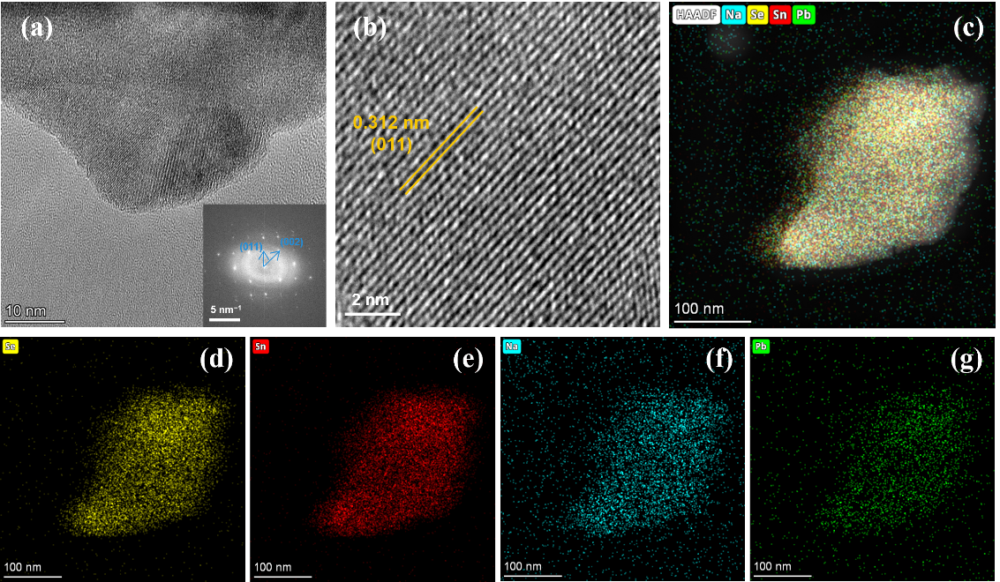 (a)
(011)
(002)
5 nm⁻¹
10 nm
(b)
0.312 nm
(011)
2 nm
HAADF Na Se Sn Pb
(c)
100 nm
Se
(d)
100 nm
Sn
(e)
100 nm
Na
(f)
100 nm
Pb
(g)
100 nm